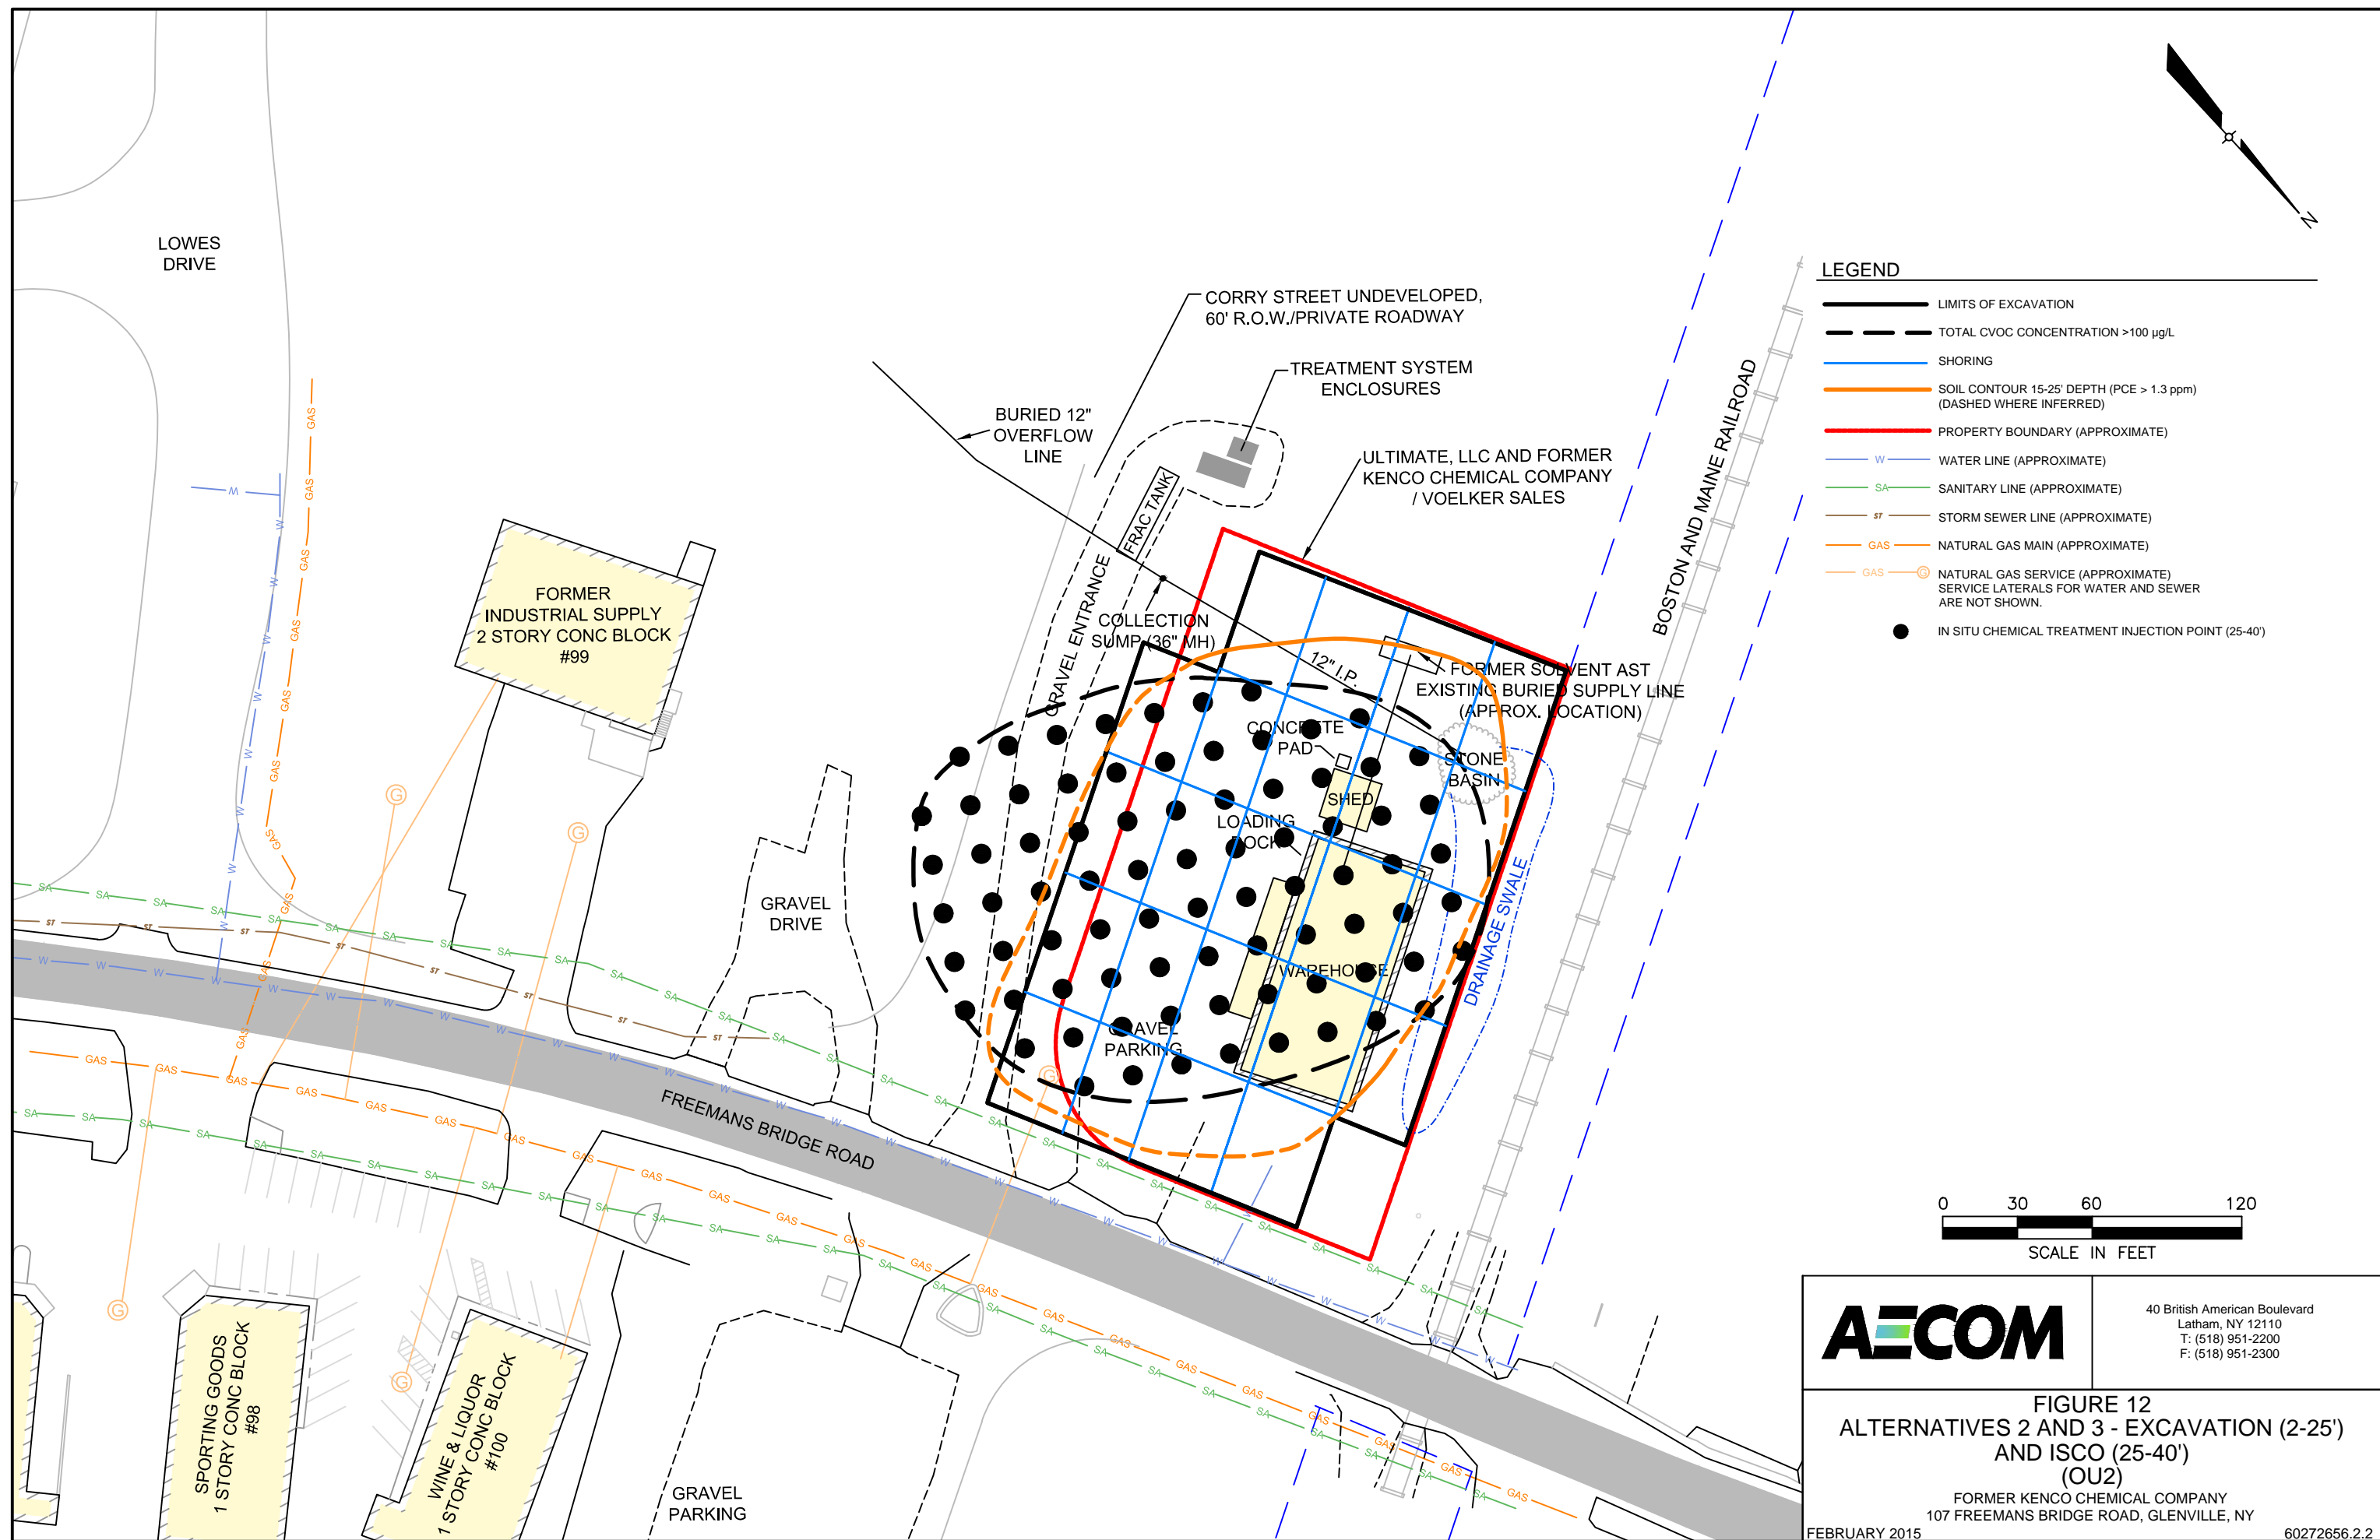 LOWES
DRIVE
CORRY STREET UNDEVELOPED,
60' R.O.W./PRIVATE ROADWAY
TREATMENT SYSTEM
ENCLOSURES
BURIED 12"
OVERFLOW
LINE
ULTIMATE, LLC AND FORMER
KENCO CHEMICAL COMPANY
/ VOELKER SALES
FRAC TANK
GRAVEL ENTRANCE
COLLECTION
SUMP (36" MH)
12" I.P.
FORMER SOLVENT AST
EXISTING BURIED SUPPLY LINE
(APPROX. LOCATION)
CONCRETE
PAD
STONE
BASIN
SHED
LOADING
DOCK
WAREHOUSE
GRAVEL
PARKING
DRAINAGE SWALE
BOSTON AND MAINE RAILROAD
FORMER
INDUSTRIAL SUPPLY
2 STORY CONC BLOCK
#99
GRAVEL
DRIVE
FREEMANS BRIDGE ROAD
SPORTING GOODS
1 STORY CONC BLOCK
#98
WINE & LIQUOR
1 STORY CONC BLOCK
#100
GRAVEL
PARKING
N
LEGEND
LIMITS OF EXCAVATION
TOTAL CVOC CONCENTRATION >100 µg/L
SHORING
SOIL CONTOUR 15-25' DEPTH (PCE > 1.3 ppm)
(DASHED WHERE INFERRED)
PROPERTY BOUNDARY (APPROXIMATE)
W WATER LINE (APPROXIMATE)
SA SANITARY LINE (APPROXIMATE)
ST STORM SEWER LINE (APPROXIMATE)
GAS NATURAL GAS MAIN (APPROXIMATE)
GAS G NATURAL GAS SERVICE (APPROXIMATE)
SERVICE LATERALS FOR WATER AND SEWER
ARE NOT SHOWN.
IN SITU CHEMICAL TREATMENT INJECTION POINT (25-40')
0 30 60 120
SCALE IN FEET
AECOM
40 British American Boulevard
Latham, NY 12110
T: (518) 951-2200
F: (518) 951-2300
FIGURE 12
ALTERNATIVES 2 AND 3 - EXCAVATION (2-25')
AND ISCO (25-40')
(OU2)
FORMER KENCO CHEMICAL COMPANY
107 FREEMANS BRIDGE ROAD, GLENVILLE, NY
FEBRUARY 2015 60272656.2.2